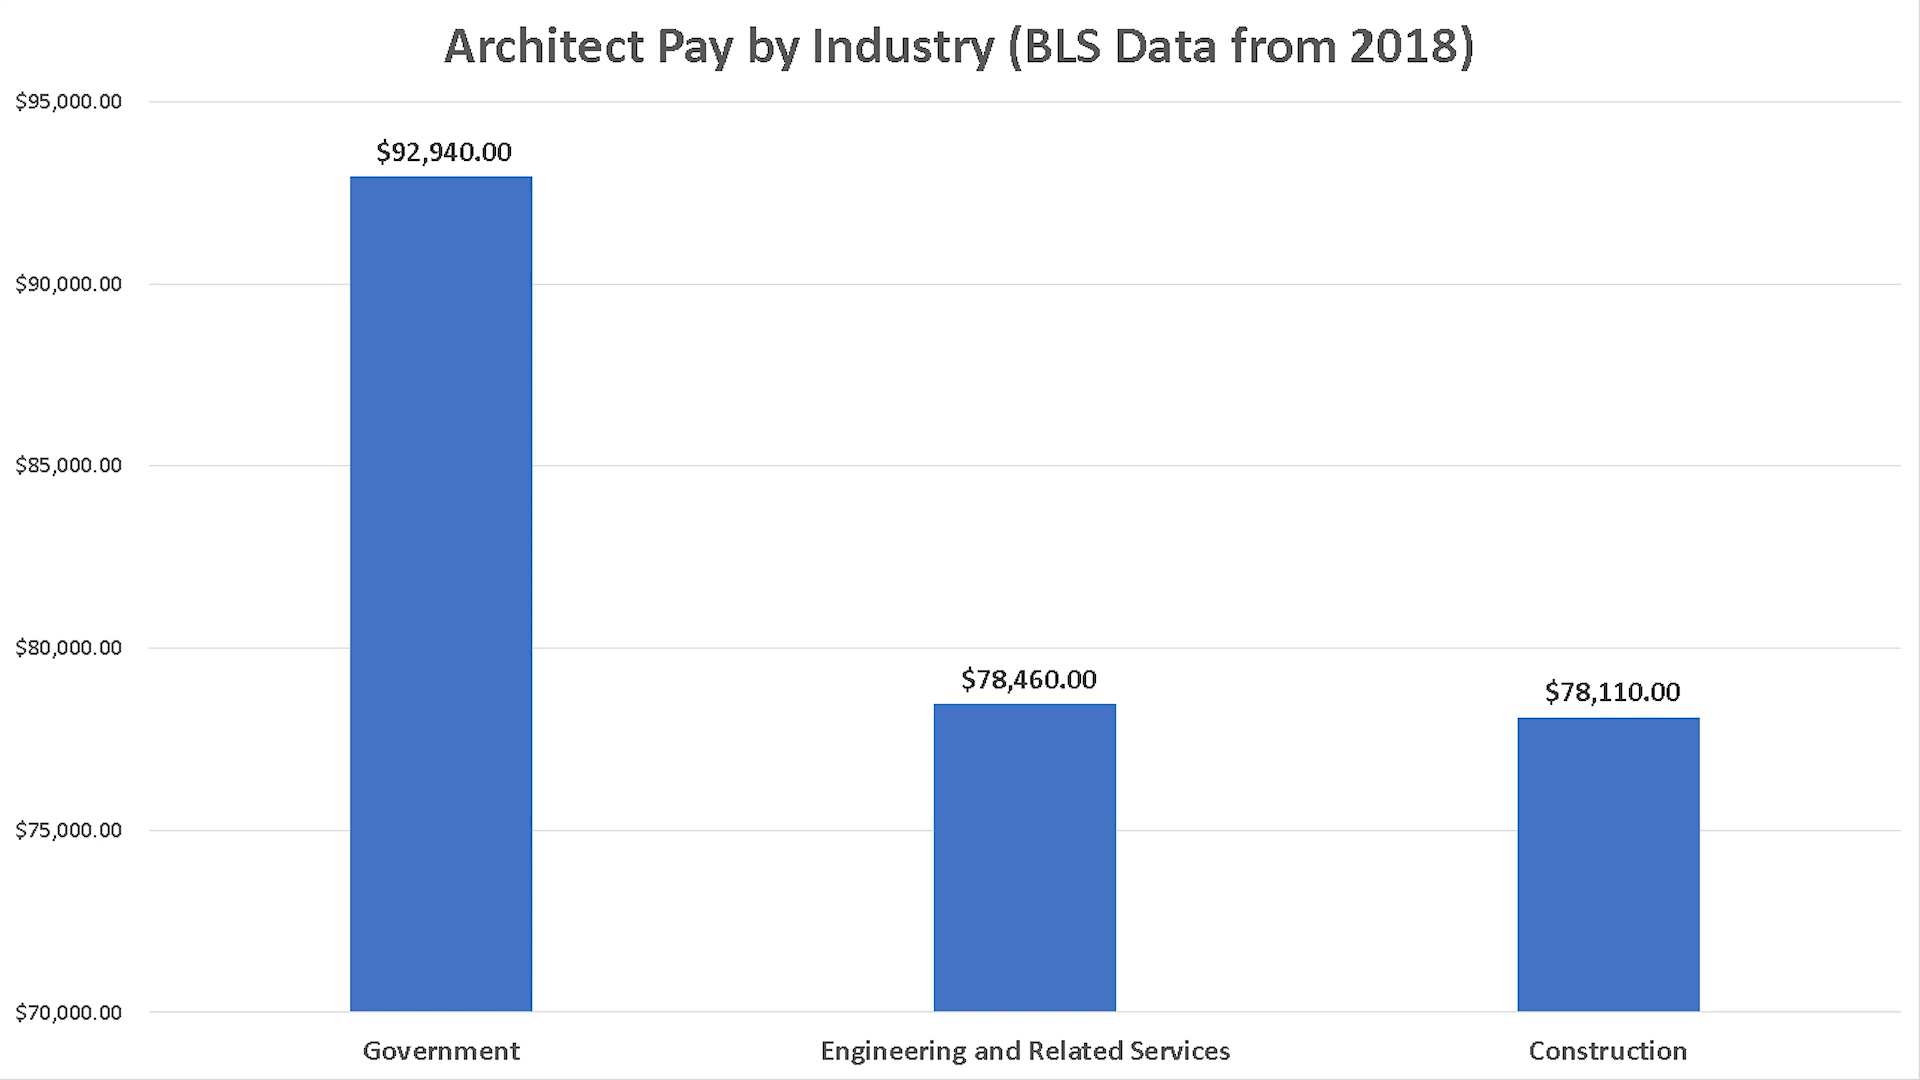 Architect Pay by Industry (BLS Data from 2018)
$95,000.00
$92,940.00
$90,000.00
$85,000.00
$80,000.00
$78,460.00
$78,110.00
$75,000.00
$70,000.00
Government
Engineering and Related Services
Construction